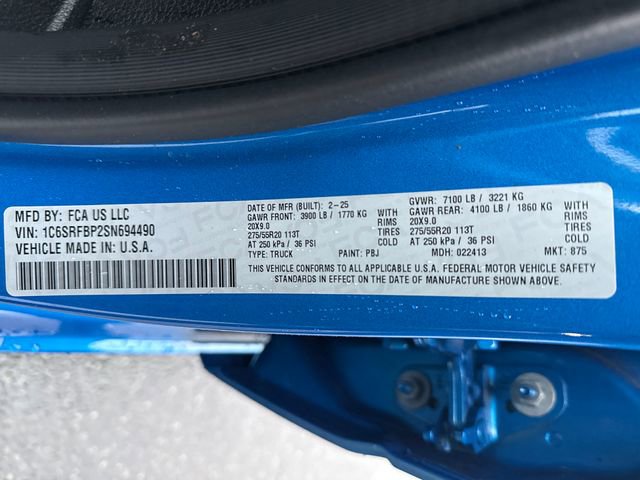 MFD BY: FCA US LLC
VIN: 1C6SRFBP2SN694490
VEHICLE MADE IN: U.S.A.
DATE OF MFR (BUILT): 2-25 GVWR: 7100 LB / 3221 KG
GAWR FRONT: 3900 LB / 1770 KG WITH GAWR REAR: 4100 LB / 1860 KG WITH
20X9.0 RIMS 20X9.0 RIMS
275/55R20 113T TIRES 275/55R20 113T TIRES
AT 250 kPa / 36 PSI COLD AT 250 kPa / 36 PSI COLD
TYPE: TRUCK PAINT: PBJ MDH: 022413 MKT: 875
THIS VEHICLE CONFORMS TO ALL APPLICABLE U.S.A. FEDERAL MOTOR VEHICLE SAFETY
STANDARDS IN EFFECT ON THE DATE OF MANUFACTURE SHOWN ABOVE.